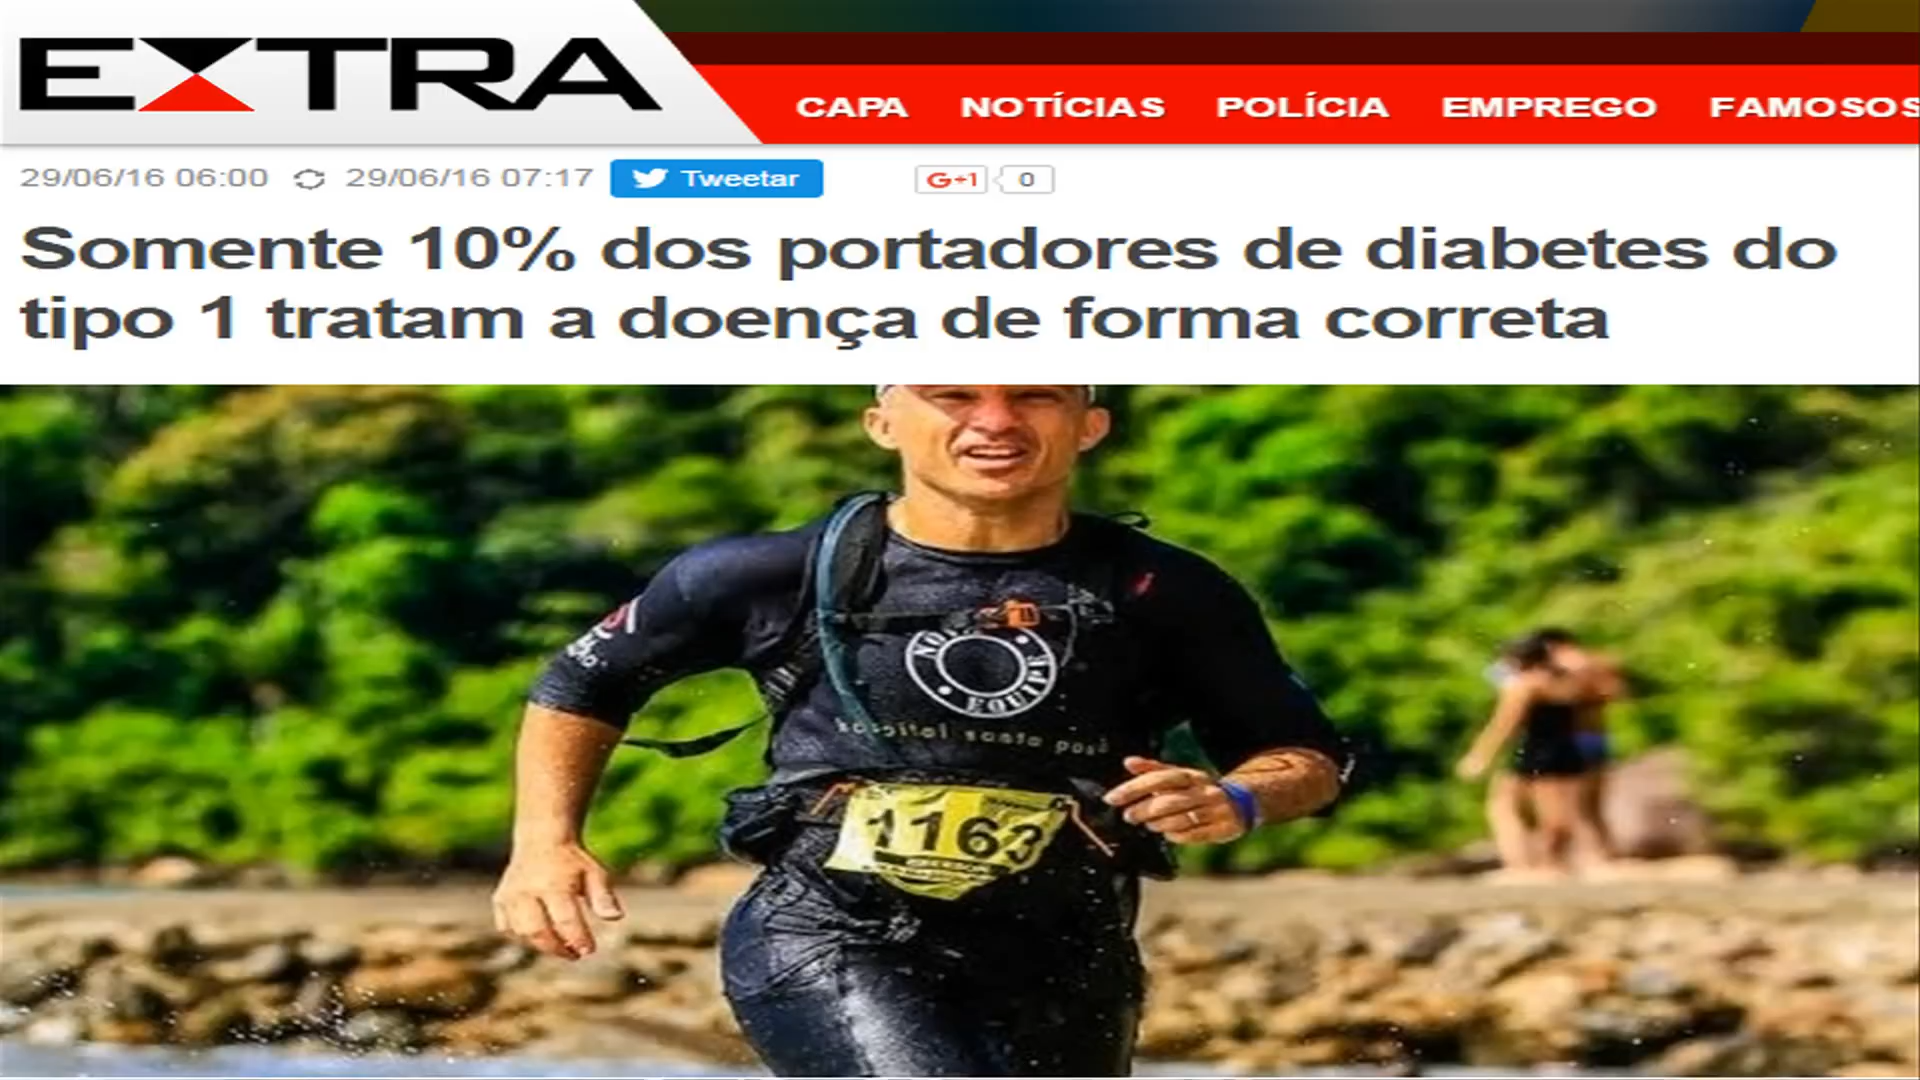 EXTRA
CAPA NOTÍCIAS POLÍCIA EMPREGO FAMOSOS
29/06/16 06:00 29/06/16 07:17 Tweetar G+1 0
Somente 10% dos portadores de diabetes do
tipo 1 tratam a doença de forma correta
EQUIPE
hospital santa paula
1163